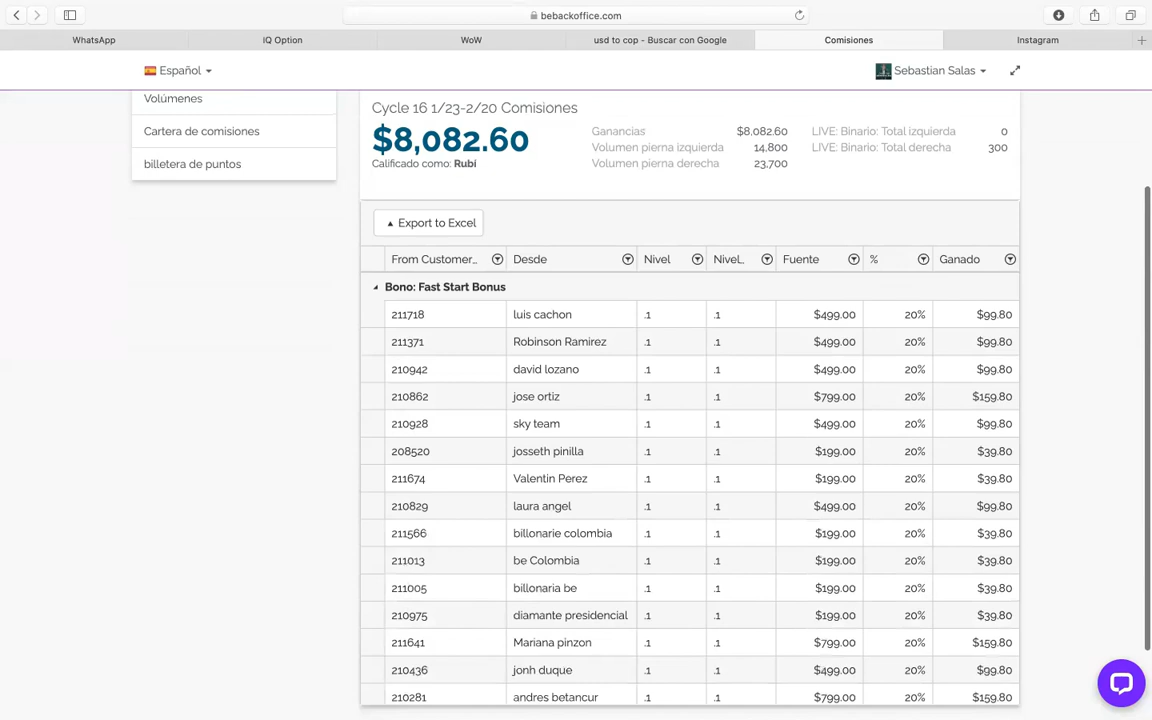 bebackoffice.com
WhatsApp
IQ Option
WoW
usd to cop - Buscar con Google
Comisiones
Instagram
Español
Sebastian Salas
Volúmenes
Cartera de comisiones
billetera de puntos
Cycle 16 1/23-2/20 Comisiones
$8,082.60
Calificado como: Rubí
Ganancias $8,082.60
Volumen pierna izquierda 14,800
Volumen pierna derecha 23,700
LIVE: Binario: Total izquierda 0
LIVE: Binario: Total derecha 300
Export to Excel
From Customer... Desde Nivel Nivel.. Fuente % Ganado
Bono: Fast Start Bonus
211718 luis cachon .1 .1 $499.00 20% $99.80
211371 Robinson Ramirez .1 .1 $499.00 20% $99.80
210942 david lozano .1 .1 $499.00 20% $99.80
210862 jose ortiz .1 .1 $799.00 20% $159.80
210928 sky team .1 .1 $499.00 20% $99.80
208520 josseth pinilla .1 .1 $199.00 20% $39.80
211674 Valentin Perez .1 .1 $199.00 20% $39.80
210829 laura angel .1 .1 $499.00 20% $99.80
211566 billonarie colombia .1 .1 $199.00 20% $39.80
211013 be Colombia .1 .1 $199.00 20% $39.80
211005 billonaria be .1 .1 $199.00 20% $39.80
210975 diamante presidencial .1 .1 $199.00 20% $39.80
211641 Mariana pinzon .1 .1 $799.00 20% $159.80
210436 jonh duque .1 .1 $499.00 20% $99.80
210281 andres betancur .1 .1 $799.00 20% $159.80